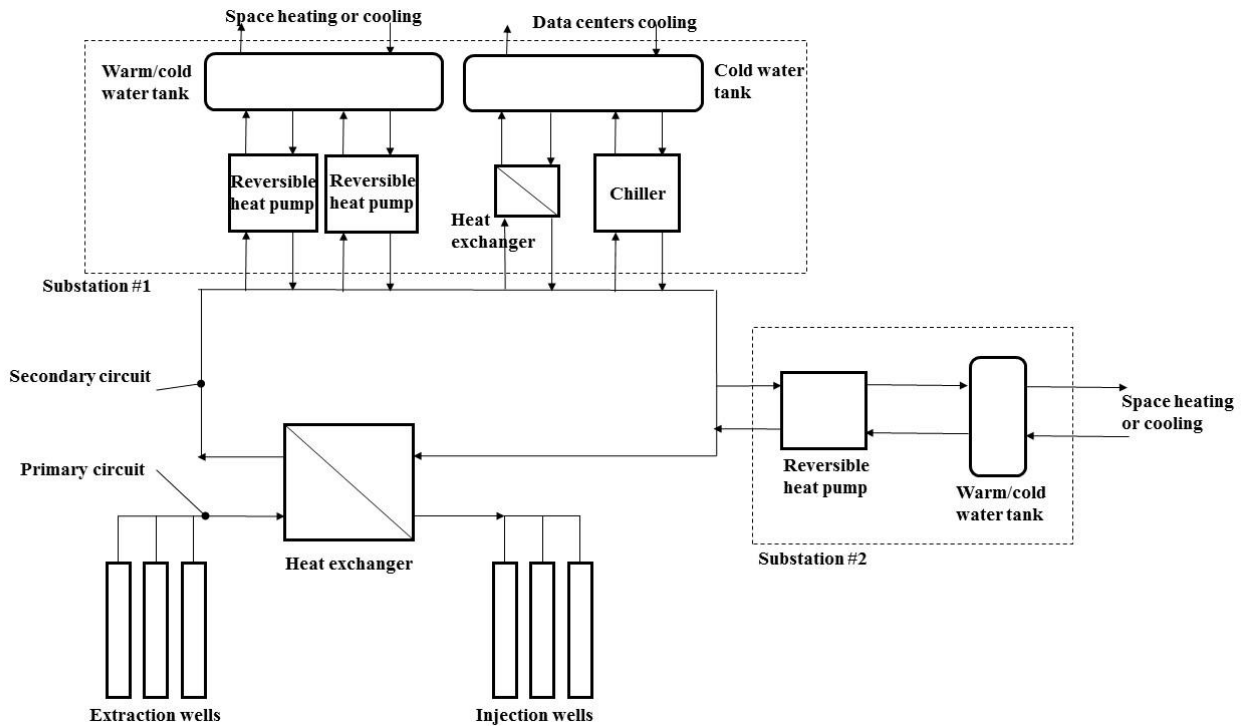 Space heating or cooling
Data centers cooling
Warm/cold
water tank
Cold water
tank
Reversible
heat pump
Reversible
heat pump
Heat
exchanger
Chiller
Substation #1
Secondary circuit
Primary circuit
Heat exchanger
Reversible
heat pump
Warm/cold
water tank
Space heating
or cooling
Substation #2
Extraction wells
Injection wells